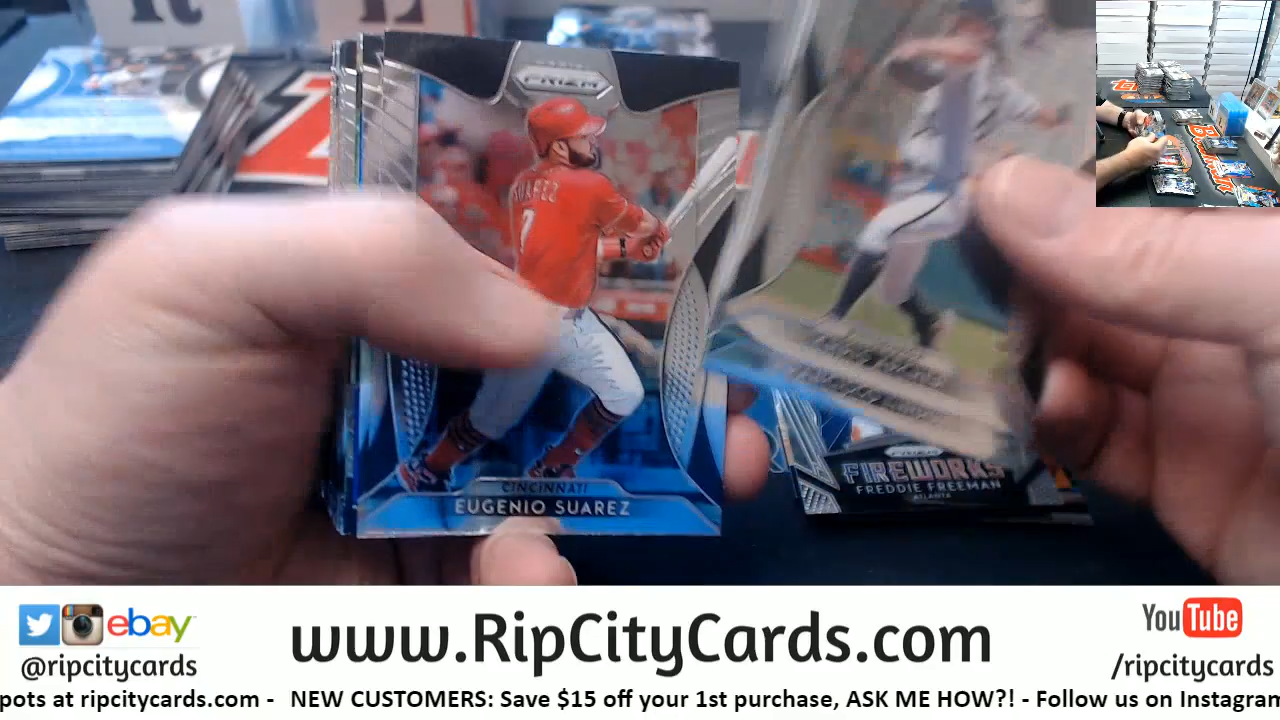 PRIZM
SUAREZ
7
CINCINNATI
EUGENIO SUAREZ
PRIZM
FIREWORKS
FREDDIE FREEMAN
ATLANTA
ebay
@ripcitycards
www.RipCityCards.com
YouTube
/ripcitycards
pots at ripcitycards.com - NEW CUSTOMERS: Save $15 off your 1st purchase, ASK ME HOW?! - Follow us on Instagram